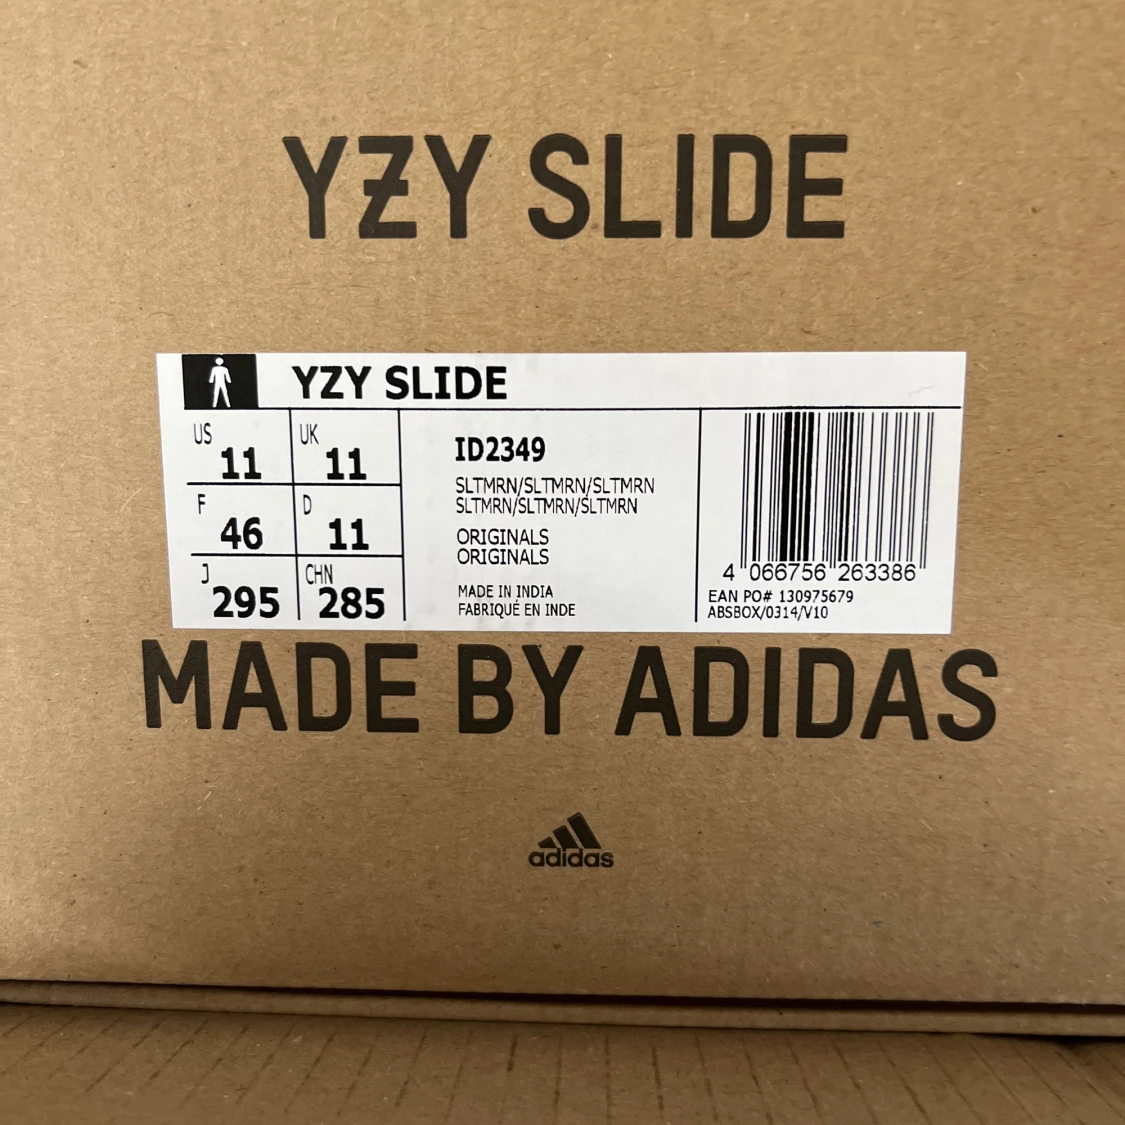 YZY SLIDE
YZY SLIDE
US 11 UK 11
F 46 D 11
J 295 CHN 285
ID2349
SLTMRN/SLTMRN/SLTMRN
SLTMRN/SLTMRN/SLTMRN
ORIGINALS
ORIGINALS
MADE IN INDIA
FABRIQUÉ EN INDE
4 066756 263386
EAN PO# 130975679
ABSBOX/0314/V10
MADE BY ADIDAS
adidas